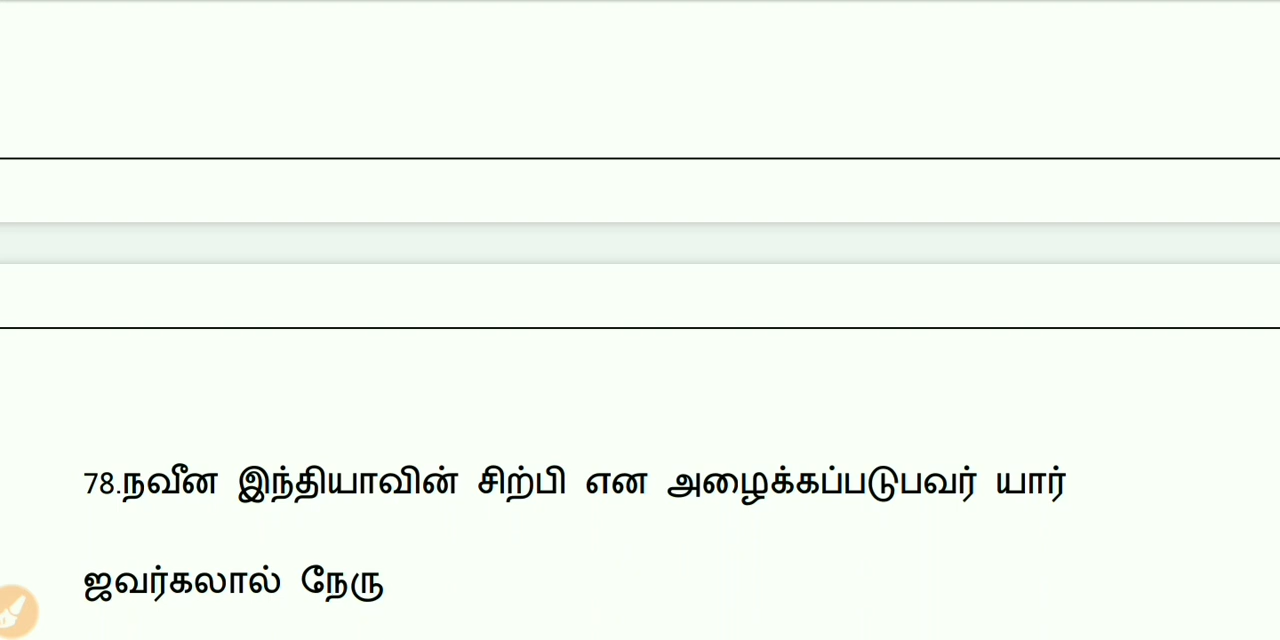 78.நவீன இந்தியாவின் சிற்பி என அழைக்கப்படுபவர் யார்
ஜவர்கலால் நேரு